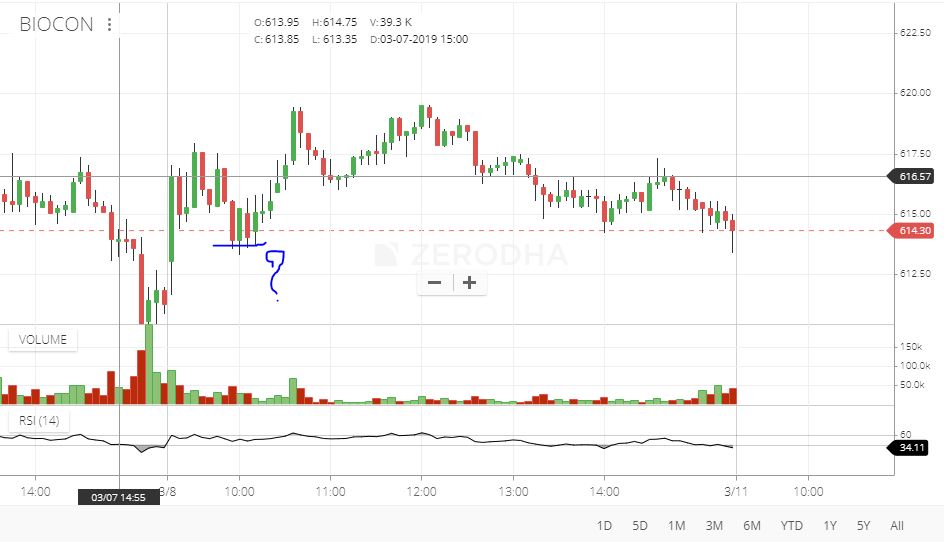 BIOCON
O:613.95 H:614.75 V:39.3 K
C:613.85 L: 613.35 D:03-07-2019 15:00
622.50
620.00
617.50
616.57
615.00
614.30
612.50
ZERODHA
?
VOLUME
150k
100.0k
50.0k
RSI (14)
60
34.11
14:00 03/07 14:55 3/8 10:00 11:00 12:00 13:00 14:00 3/11 10:00
1D 5D 1M 3M 6M YTD 1Y 5Y All